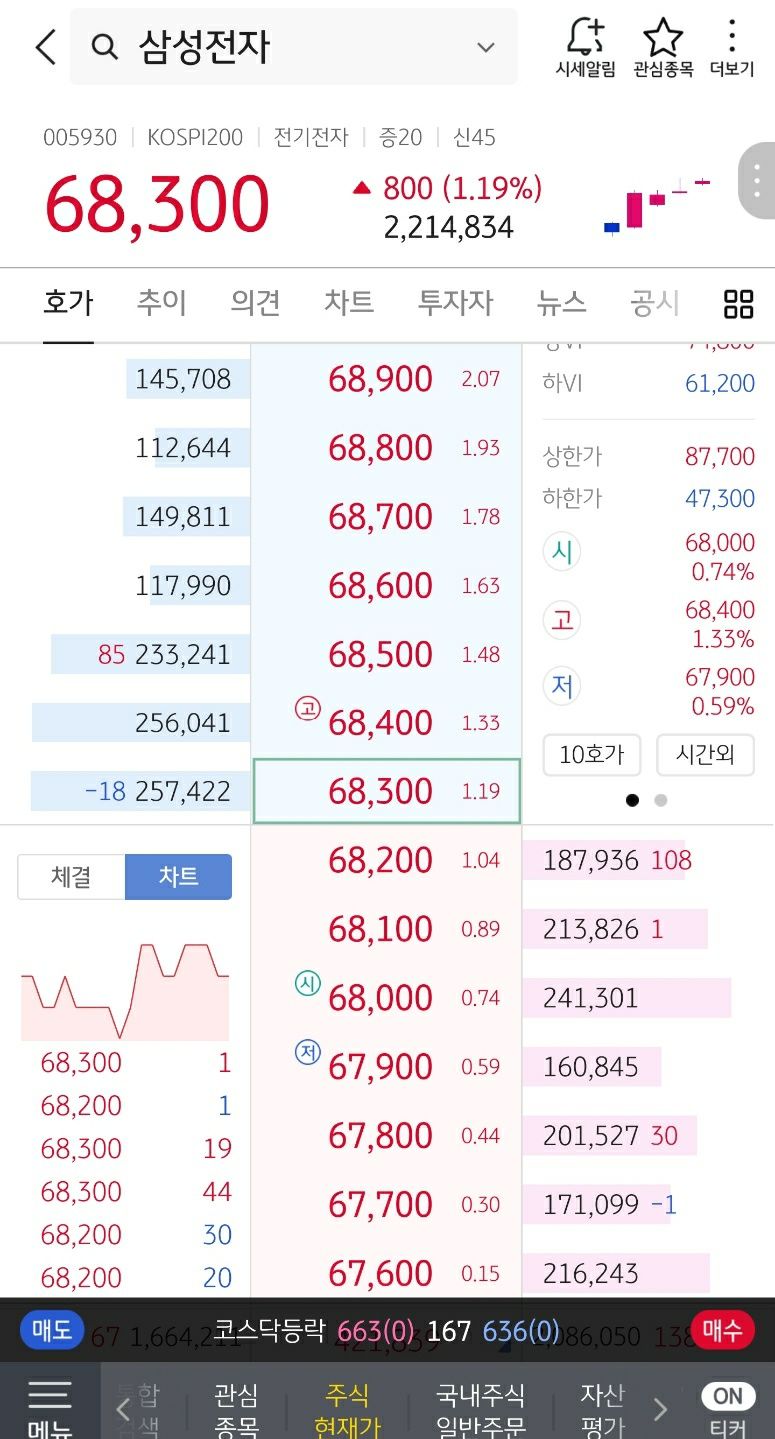 삼성전자
시세알림 관심종목 더보기
005930 KOSPI200 전기전자 증20 신45
68,300 ▲ 800 (1.19%)
2,214,834
호가 추이 의견 차트 투자자 뉴스 공시
145,708 68,900 2.07
하VI 61,200
112,644 68,800 1.93
상한가 87,700
하한가 47,300
149,811 68,700 1.78
시 68,000
0.74%
117,990 68,600 1.63
고 68,400
1.33%
85 233,241 68,500 1.48
저 67,900
0.59%
256,041 고 68,400 1.33
10호가 시간외
-18 257,422 68,300 1.19
68,200 1.04 187,936 108
체결 차트
68,100 0.89 213,826 1
시 68,000 0.74 241,301
저 67,900 0.59 160,845
67,800 0.44 201,527 30
67,700 0.30 171,099 -1
67,600 0.15 216,243
68,300 1
68,200 1
68,300 19
68,300 44
68,200 30
68,200 20
매도 코스닥등락 663(0) 167 636(0) 매수
메뉴
관심
종목
주식
현재가
국내주식
일반주문
자산
평가
ON
티커